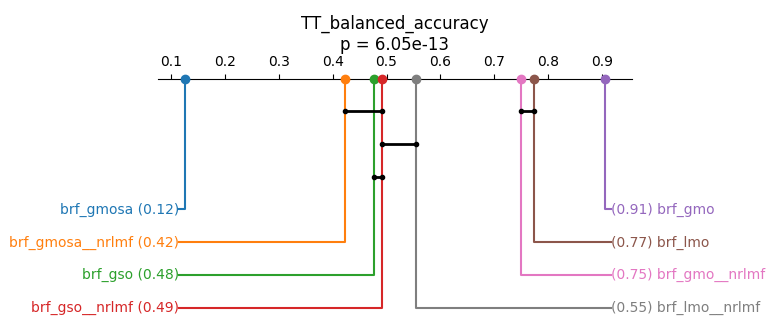 TT_balanced_accuracy
p = 6.05e-13
0.1 0.2 0.3 0.4 0.5 0.6 0.7 0.8 0.9
brf_gmosa (0.12) (0.91) brf_gmo
brf_gmosa__nrlmf (0.42) (0.77) brf_lmo
brf_gso (0.48) (0.75) brf_gmo__nrlmf
brf_gso__nrlmf (0.49) (0.55) brf_lmo__nrlmf